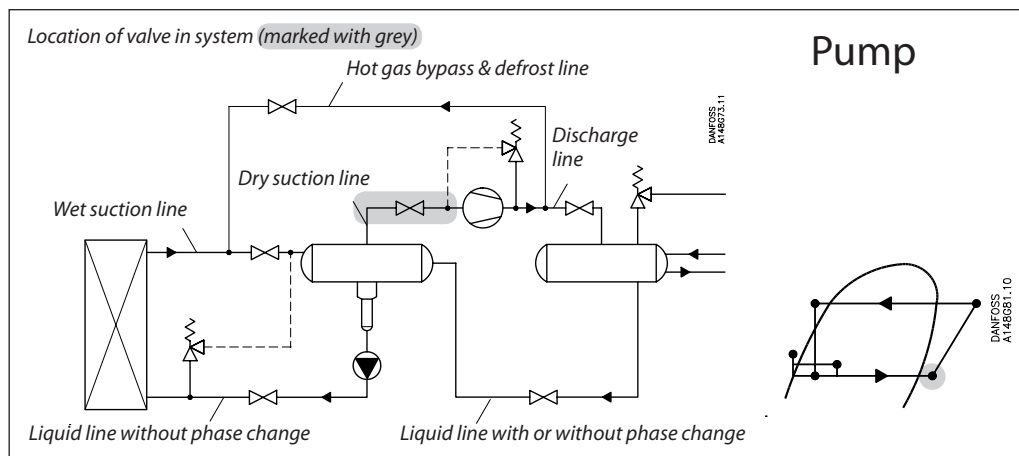 Location of valve in system (marked with grey)
Pump
Hot gas bypass & defrost line
DANFOSS
A148G73.11
Discharge
line
Dry suction line
Wet suction line
DANFOSS
A148G81.10
Liquid line without phase change
Liquid line with or without phase change